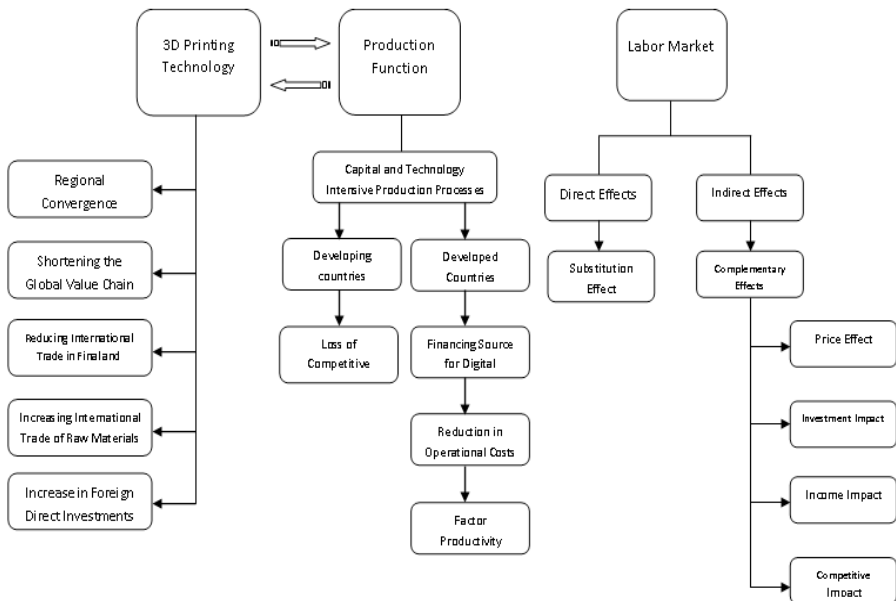 3D Printing
Technology
Production
Function
Labor Market
Regional
Convergence
Shortening the
Global Value Chain
Reducing International
Trade in Finaland
Increasing International
Trade of Raw Materials
Increase in Foreign
Direct Investments
Capital and Technology
Intensive Production Processes
Developing
countries
Developed
Countries
Loss of
Competitive
Financing Source
for Digital
Reduction in
Operational Costs
Factor
Productivity
Direct Effects
Indirect Effects
Substitution
Effect
Complementary
Effects
Price Effect
Investment Impact
Income Impact
Competitive
Impact